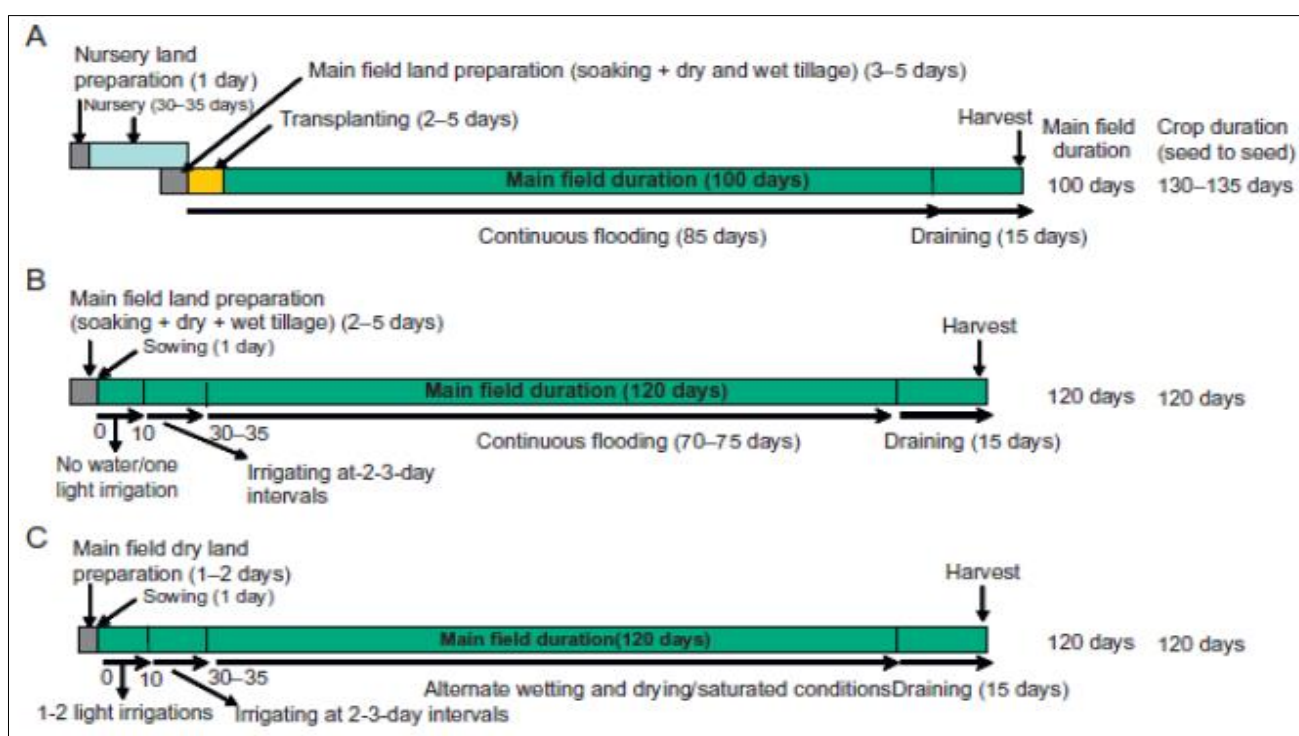 A
Nursery land
preparation (1 day)
Nursery (30–35 days)
Main field land preparation (soaking + dry and wet tillage) (3–5 days)
Transplanting (2–5 days)
Harvest
Main field
duration
Crop duration
(seed to seed)
Main field duration (100 days)
100 days
130–135 days
Continuous flooding (85 days)
Draining (15 days)
B
Main field land preparation
(soaking + dry + wet tillage) (2–5 days)
Sowing (1 day)
Harvest
Main field duration (120 days)
120 days
120 days
0
10
30–35
Continuous flooding (70–75 days)
Draining (15 days)
No water/one
light irrigation
Irrigating at-2-3-day
intervals
C
Main field dry land
preparation (1–2 days)
Sowing (1 day)
Harvest
Main field duration(120 days)
120 days
120 days
0
10
30–35
Alternate wetting and drying/saturated conditionsDraining (15 days)
1-2 light irrigations
Irrigating at 2-3-day intervals